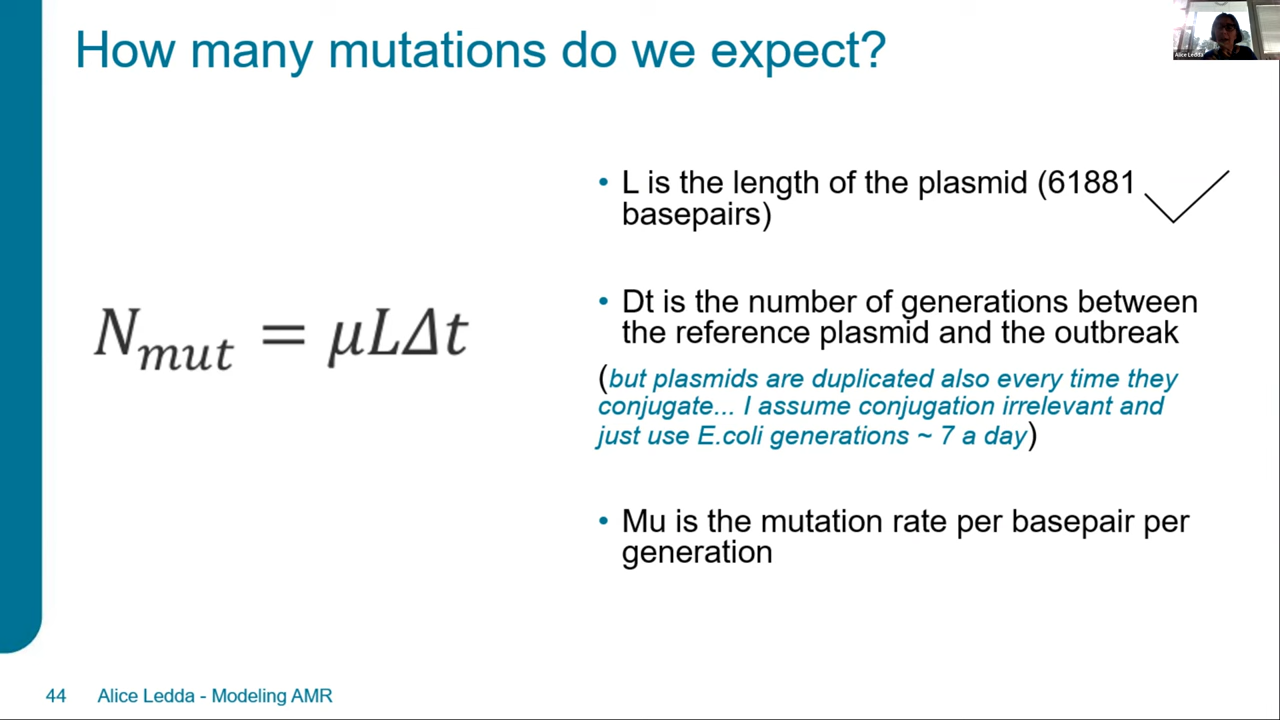 How many mutations do we expect?
Alice Ledda
• L is the length of the plasmid (61881
basepairs)
N_mut = μLΔt
• Dt is the number of generations between
the reference plasmid and the outbreak
(but plasmids are duplicated also every time they
conjugate... I assume conjugation irrelevant and
just use E.coli generations ~ 7 a day)
• Mu is the mutation rate per basepair per
generation
44 Alice Ledda - Modeling AMR